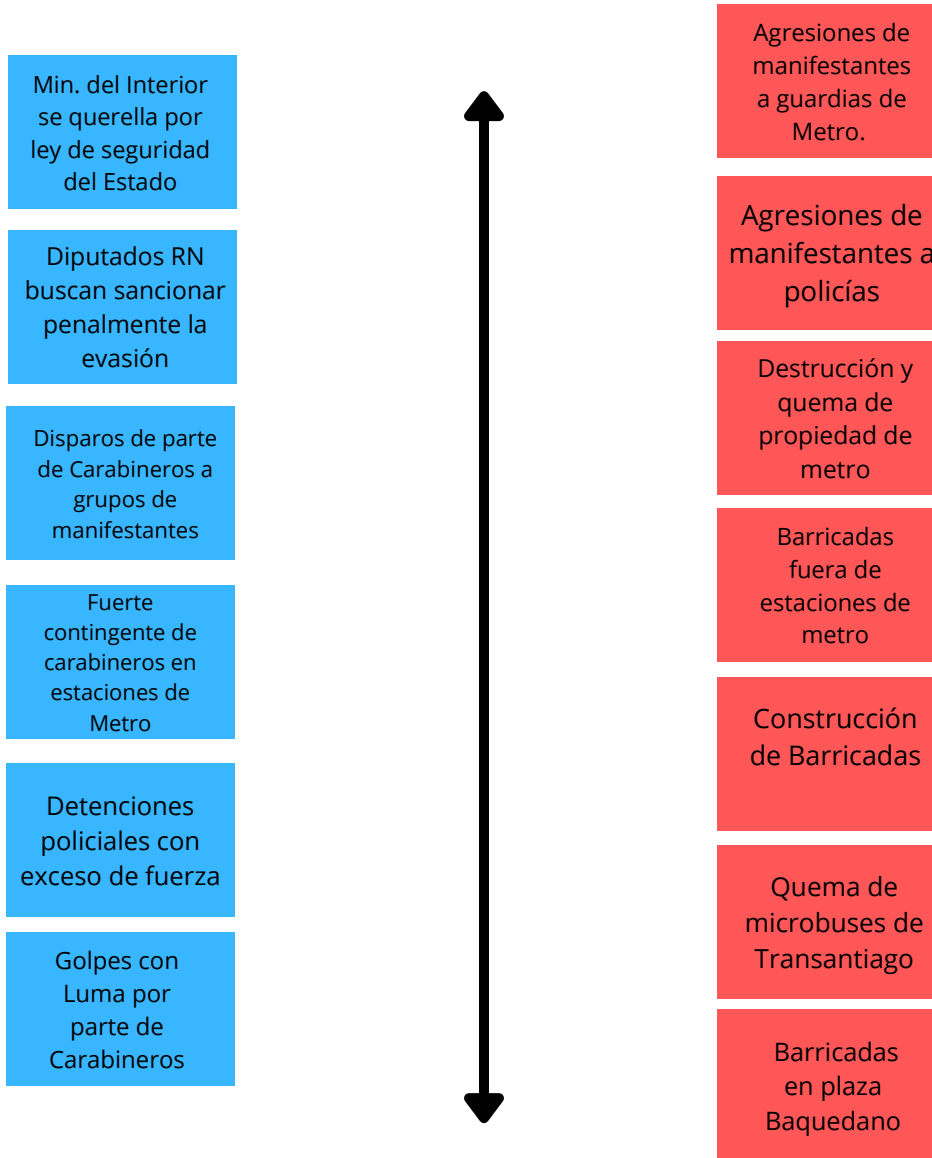 Min. del Interior
se querella por
ley de seguridad
del Estado
Diputados RN
buscan sancionar
penalmente la
evasión
Disparos de parte
de Carabineros a
grupos de
manifestantes
Fuerte
contingente de
carabineros en
estaciones de
Metro
Detenciones
policiales con
exceso de fuerza
Golpes con
Luma por
parte de
Carabineros
Agresiones de
manifestantes
a guardias de
Metro.
Agresiones de
manifestantes a
policías
Destrucción y
quema de
propiedad de
metro
Barricadas
fuera de
estaciones de
metro
Construcción
de Barricadas
Quema de
microbuses de
Transantiago
Barricadas
en plaza
Baquedano